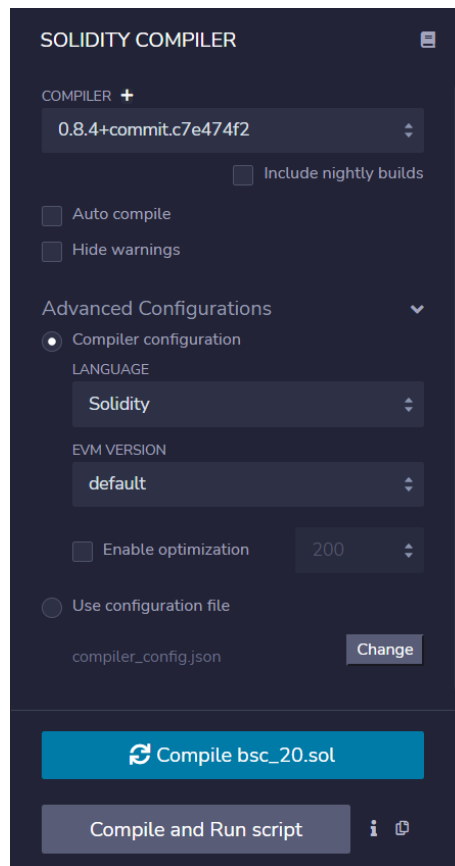 SOLIDITY COMPILER
COMPILER +
0.8.4+commit.c7e474f2
Include nightly builds
Auto compile
Hide warnings
Advanced Configurations
Compiler configuration
LANGUAGE
Solidity
EVM VERSION
default
Enable optimization 200
Use configuration file
compiler_config.json Change
Compile bsc_20.sol
Compile and Run script i